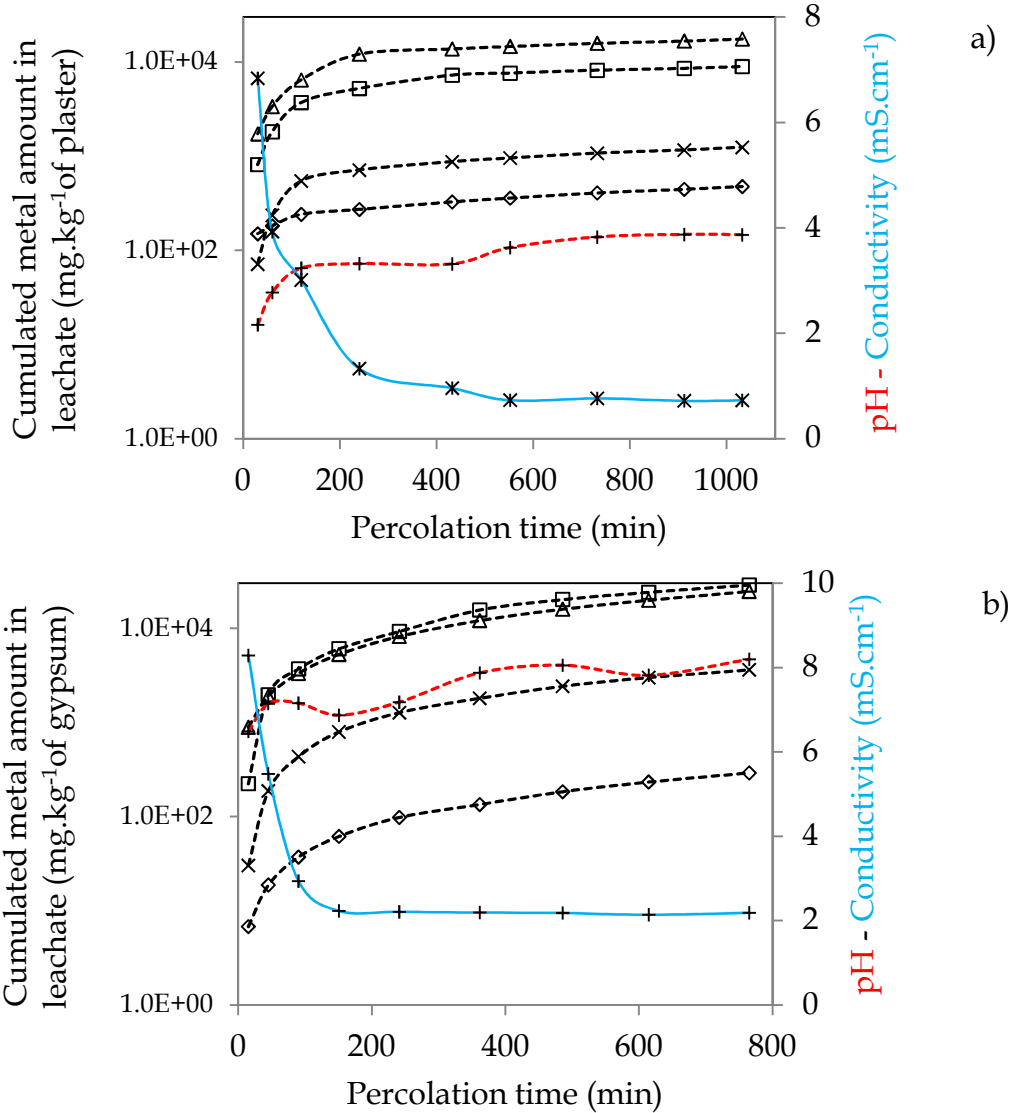 Cumulated metal amount in
leachate (mg.kg⁻¹of plaster)
1.0E+04
1.0E+02
1.0E+00
8
6
4
2
0
pH - Conductivity (mS.cm⁻¹)
a)
0 200 400 600 800 1000
Percolation time (min)
Cumulated metal amount in
leachate (mg.kg⁻¹of gypsum)
1.0E+04
1.0E+02
1.0E+00
10
8
6
4
2
0
pH - Conductivity (mS.cm⁻¹)
b)
0 200 400 600 800
Percolation time (min)